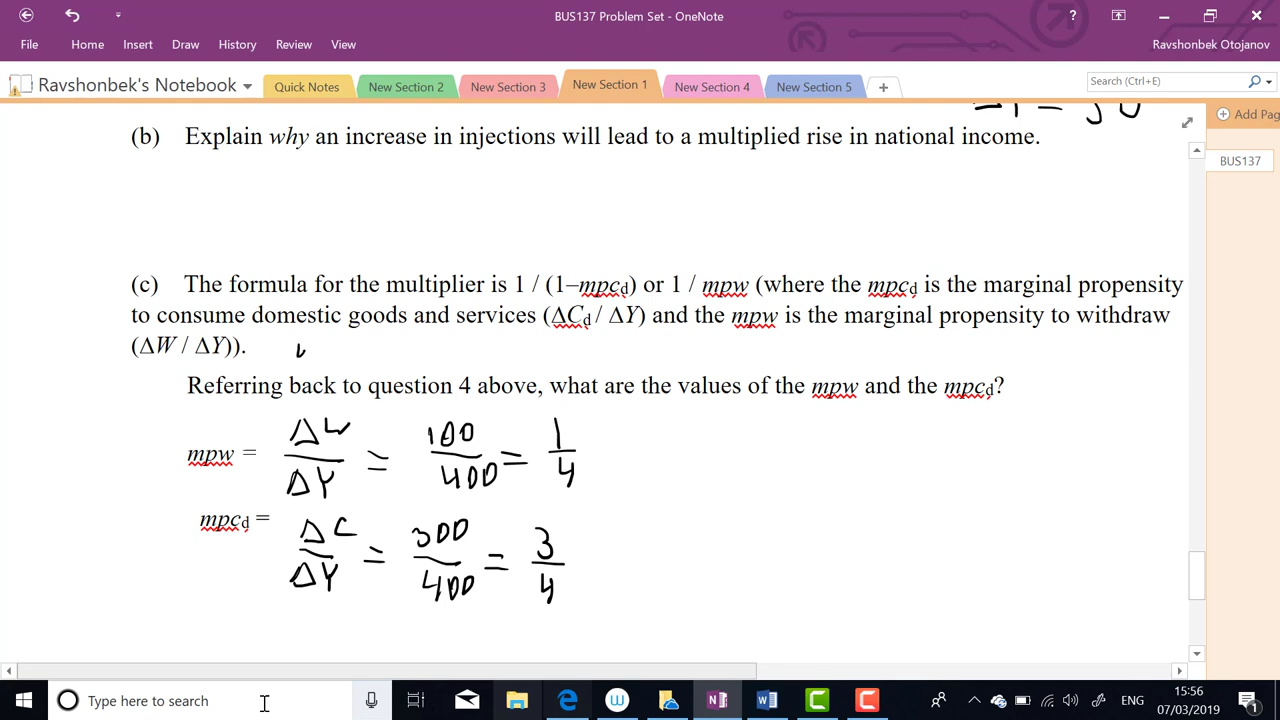 BUS137 Problem Set - OneNote
?
File Home Insert Draw History Review View
Ravshonbek Otojanov
Ravshonbek's Notebook
Quick Notes New Section 2 New Section 3 New Section 1 New Section 4 New Section 5 +
Search (Ctrl+E)
Add Pag
BUS137
(b) Explain why an increase in injections will lead to a multiplied rise in national income.
(c) The formula for the multiplier is 1 / (1–mpcd) or 1 / mpw (where the mpcd is the marginal propensity
to consume domestic goods and services (ΔCd / ΔY) and the mpw is the marginal propensity to withdraw
(ΔW / ΔY)).
Referring back to question 4 above, what are the values of the mpw and the mpcd?
mpw = ΔW/ΔY = 100/400 = 1/4
mpcd = ΔC/ΔY = 300/400 = 3/4
Type here to search
ENG
15:56
07/03/2019
1